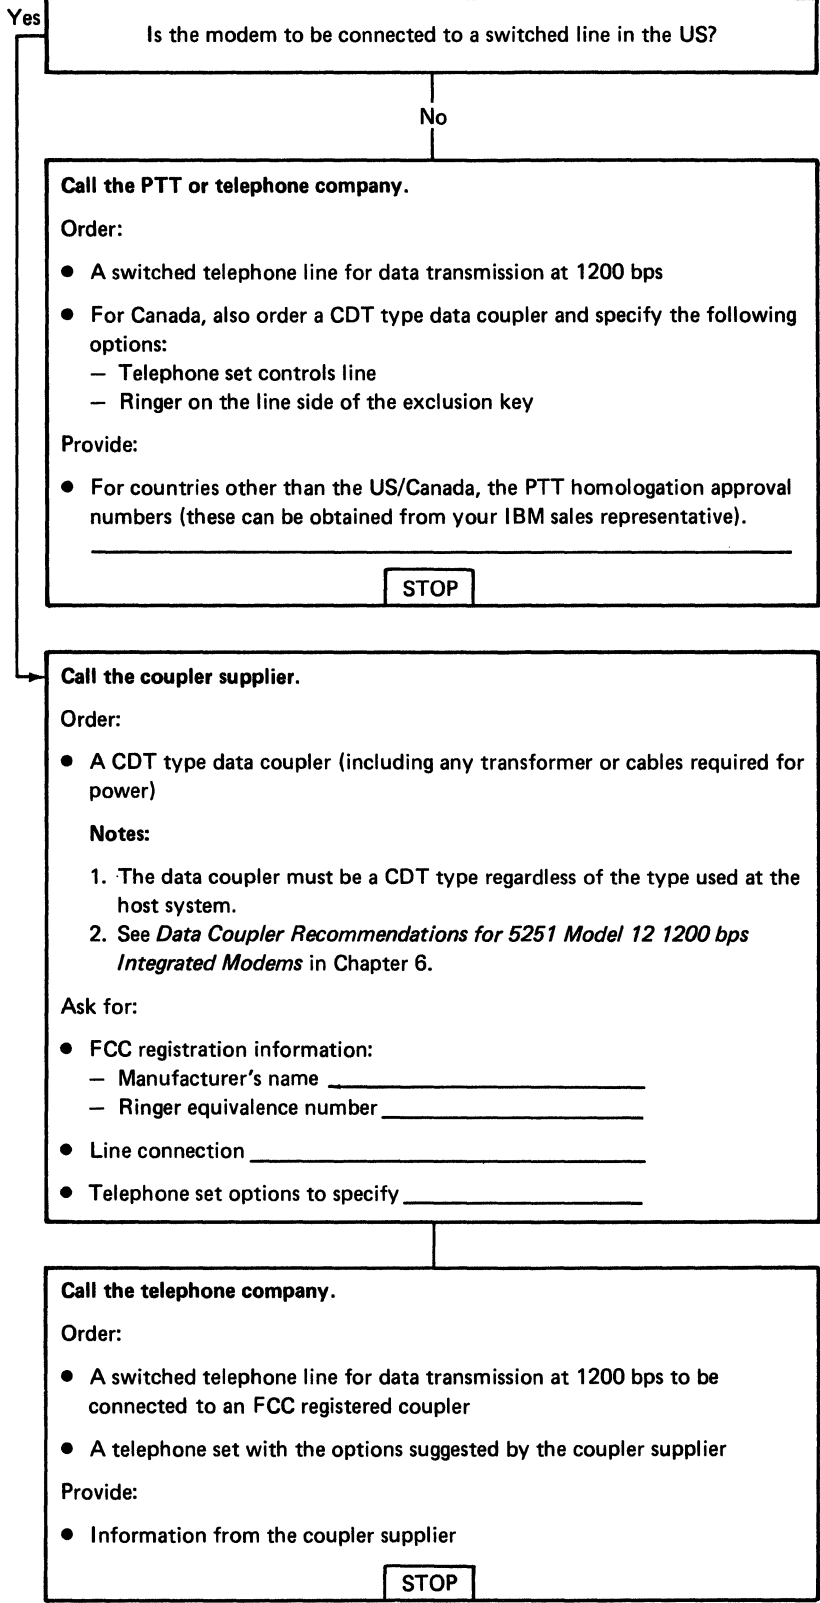 Yes
Is the modem to be connected to a switched line in the US?
No
Call the PTT or telephone company.
Order:
● A switched telephone line for data transmission at 1200 bps
● For Canada, also order a CDT type data coupler and specify the following
options:
— Telephone set controls line
— Ringer on the line side of the exclusion key
Provide:
● For countries other than the US/Canada, the PTT homologation approval
numbers (these can be obtained from your IBM sales representative).
STOP
Call the coupler supplier.
Order:
● A CDT type data coupler (including any transformer or cables required for
power)
Notes:
1. The data coupler must be a CDT type regardless of the type used at the
host system.
2. See Data Coupler Recommendations for 5251 Model 12 1200 bps
Integrated Modems in Chapter 6.
Ask for:
● FCC registration information:
— Manufacturer's name
— Ringer equivalence number
● Line connection
● Telephone set options to specify
Call the telephone company.
Order:
● A switched telephone line for data transmission at 1200 bps to be
connected to an FCC registered coupler
● A telephone set with the options suggested by the coupler supplier
Provide:
● Information from the coupler supplier
STOP